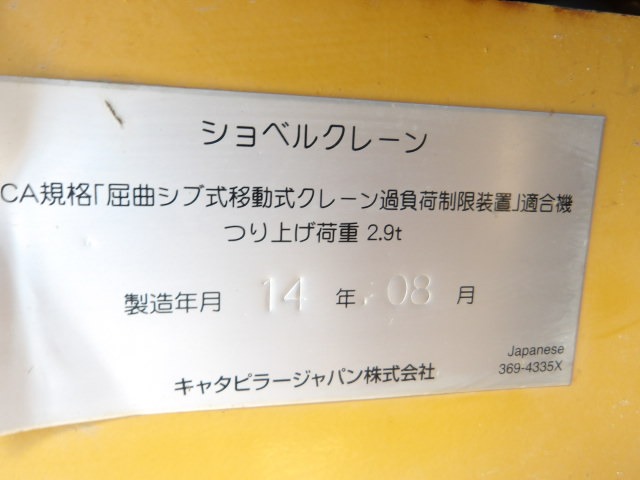 ショベルクレーン
CA規格「屈曲ジブ式移動式クレーン過負荷制限装置」適合機
つり上げ荷重 2.9t
製造年月 14 年 08 月
キャタピラージャパン株式会社
Japanese
369-4335X